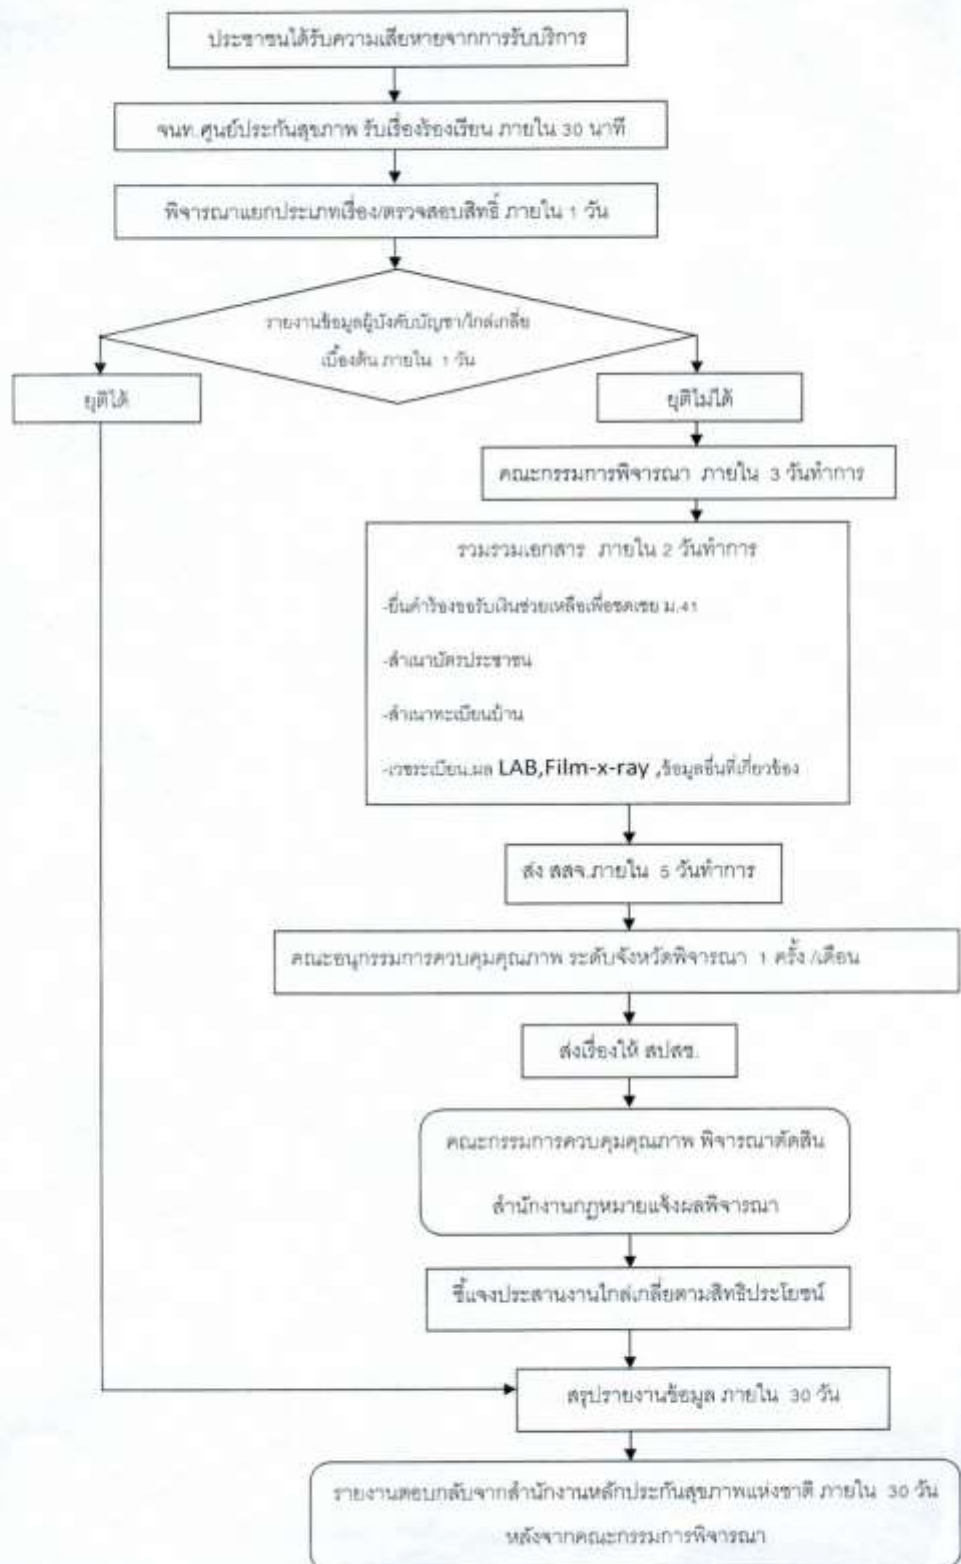 ประชาชนได้รับความเสียหายจากการรับบริการ
จนท.ศูนย์ประกันสุขภาพ รับเรื่องร้องเรียน ภายใน 30 นาที
พิจารณาแยกประเภทเรื่อง/ตรวจสอบสิทธิ์ ภายใน 1 วัน
รายงานข้อมูลผู้บังคับบัญชา/ไกล่เกลี่ย
เบื้องต้น ภายใน 1 วัน
ยุติได้
ยุติไม่ได้
คณะกรรมการพิจารณา ภายใน 3 วันทำการ
รวมรวมเอกสาร ภายใน 2 วันทำการ
-ยื่นคำร้องขอรับเงินช่วยเหลือเพื่อชดเชย ม.41
-สำเนาบัตรประชาชน
-สำเนาทะเบียนบ้าน
-เวชระเบียน,ผล LAB,Film-x-ray ,ข้อมูลอื่นที่เกี่ยวข้อง
ส่ง สสจ.ภายใน 5 วันทำการ
คณะอนุกรรมการควบคุมคุณภาพ ระดับจังหวัดพิจารณา 1 ครั้ง /เดือน
ส่งเรื่องให้ สปสช.
คณะกรรมการควบคุมคุณภาพ พิจารณาตัดสิน
สำนักงานกฎหมายแจ้งผลพิจารณา
ชี้แจงประสานงานไกล่เกลี่ยตามสิทธิประโยชน์
สรุปรายงานข้อมูล ภายใน 30 วัน
รายงานตอบกลับจากสำนักงานหลักประกันสุขภาพแห่งชาติ ภายใน 30 วัน
หลังจากคณะกรรมการพิจารณา